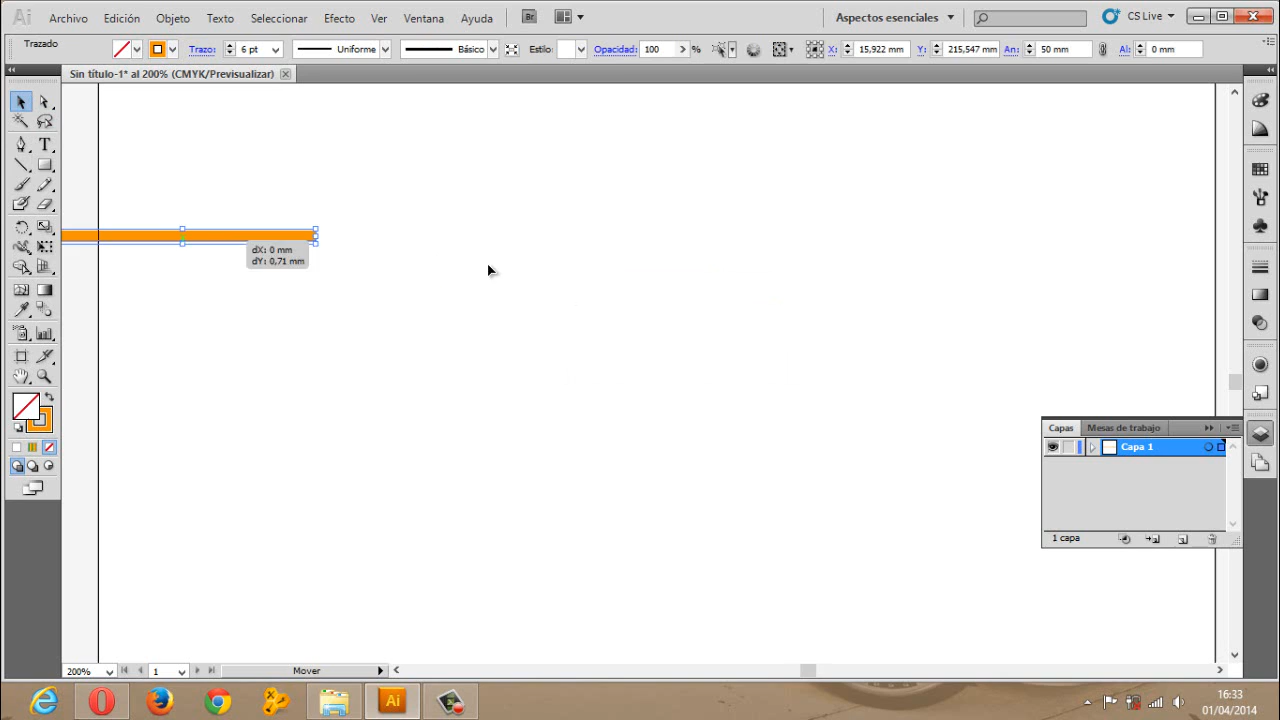 Ai Archivo Edición Objeto Texto Seleccionar Efecto Ver Ventana Ayuda Br Aspectos esenciales CS Live
Trazado Trazo: 6 pt Uniforme Básico Estilo: Opacidad: 100 % X: 15,922 mm Y: 215,547 mm An: 50 mm Al: 0 mm
Sin título-1* al 200% (CMYK/Previsualizar)
dX: 0 mm
dY: 0,71 mm
Capas Mesas de trabajo
Capa 1
1 capa
200% 1 Mover
Ai
16:33
01/04/2014